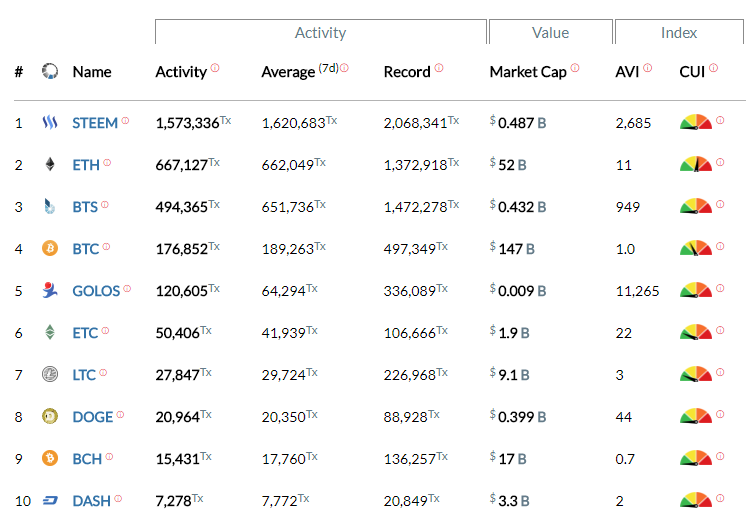 Activity Value Index
# Name Activity Average (7d) Record Market Cap AVI CUI
1 STEEM 1,573,336Tx 1,620,683Tx 2,068,341Tx $0.487 B 2,685
2 ETH 667,127Tx 662,049Tx 1,372,918Tx $52 B 11
3 BTS 494,365Tx 651,736Tx 1,472,278Tx $0.432 B 949
4 BTC 176,852Tx 189,263Tx 497,349Tx $147 B 1.0
5 GOLOS 120,605Tx 64,294Tx 336,089Tx $0.009 B 11,265
6 ETC 50,406Tx 41,939Tx 106,666Tx $1.9 B 22
7 LTC 27,847Tx 29,724Tx 226,968Tx $9.1 B 3
8 DOGE 20,964Tx 20,350Tx 88,928Tx $0.399 B 44
9 BCH 15,431Tx 17,760Tx 136,257Tx $17 B 0.7
10 DASH 7,278Tx 7,772Tx 20,849Tx $3.3 B 2